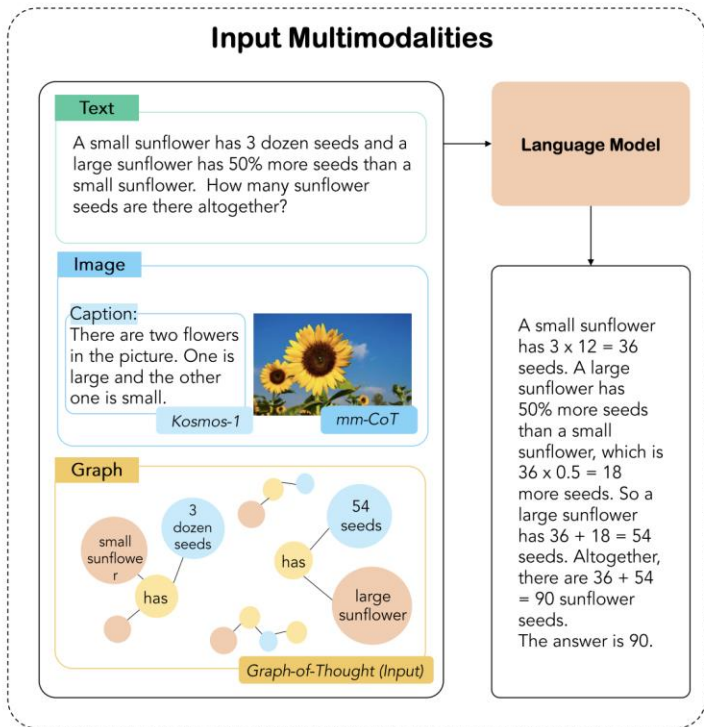 Input Multimodalities
Text
A small sunflower has 3 dozen seeds and a
large sunflower has 50% more seeds than a
small sunflower. How many sunflower
seeds are there altogether?
Language Model
Image
Caption:
There are two flowers
in the picture. One is
large and the other
one is small.
Kosmos-1
mm-CoT
Graph
small
sunflowe
r
3
dozen
seeds
has
54
seeds
has
large
sunflower
Graph-of-Thought (Input)
A small sunflower
has 3 x 12 = 36
seeds. A large
sunflower has
50% more seeds
than a small
sunflower, which is
36 x 0.5 = 18
more seeds. So a
large sunflower
has 36 + 18 = 54
seeds. Altogether,
there are 36 + 54
= 90 sunflower
seeds.
The answer is 90.